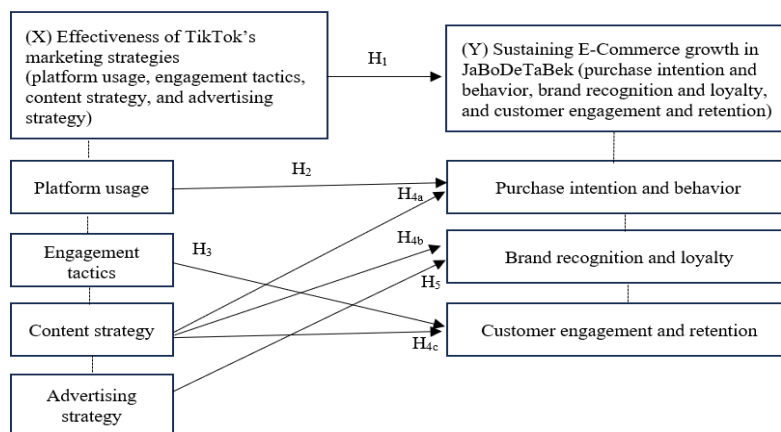 (X) Effectiveness of TikTok's
marketing strategies
(platform usage, engagement tactics,
content strategy, and advertising
strategy)
H1
(Y) Sustaining E-Commerce growth in
JaBoDeTaBek (purchase intention and
behavior, brand recognition and loyalty,
and customer engagement and retention)
Platform usage
H2
H4a
Purchase intention and behavior
Engagement
tactics
H3
H4b
Brand recognition and loyalty
H5
Content strategy
H4c
Customer engagement and retention
Advertising
strategy